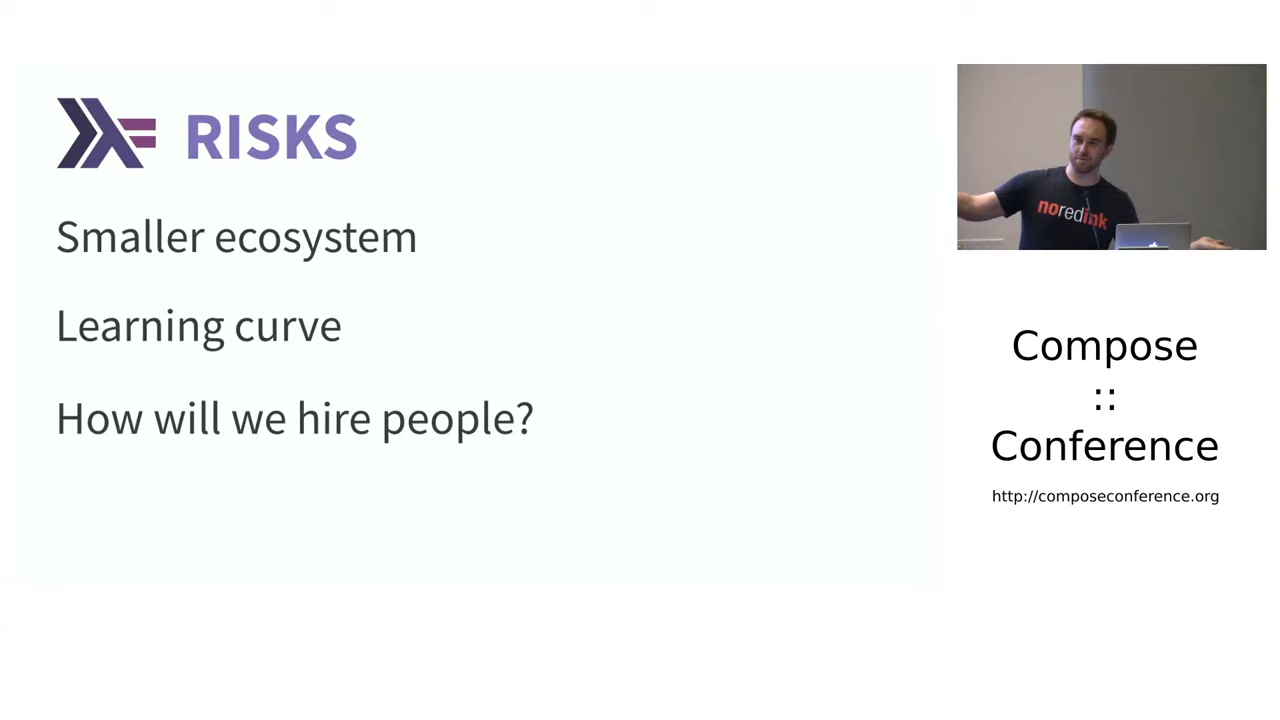 RISKS
Smaller ecosystem
Learning curve
How will we hire people?
noredink
Compose
::
Conference
http://composeconference.org